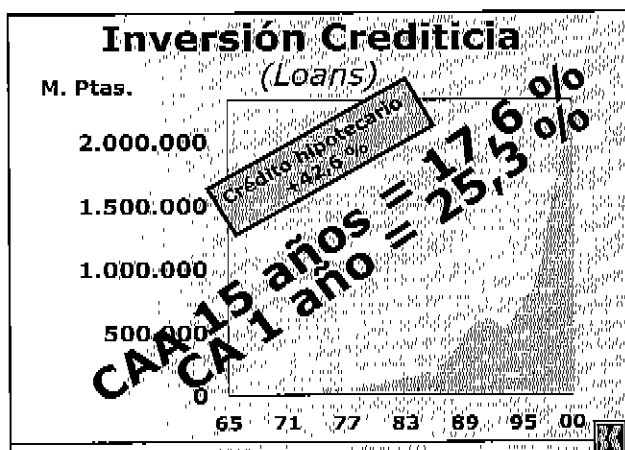 Inversión Crediticia
(Loans)
M. Ptas.
Crédito hipotecario
+42,6 %
CAA 15 años = 17,6 %
CA 1 año = 25,3 %
2.000.000
1.500.000
1.000.000
500.000
0
65 71 77 83 89 95 00